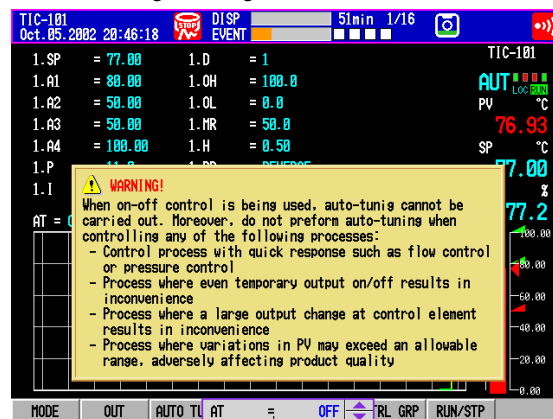 TIC-101 DISP 51min 1/16
Oct.05.2002 20:46:18 STOP EVENT
TIC-101
1.SP = 77.00 1.D = 1
1.A1 = 80.00 1.OH = 100.0
AUT LOC RUN
1.A2 = 50.00 1.OL = 0.0
PV °C
1.A3 = 50.00 1.MR = 50.0
76.93
1.A4 = 100.00 1.H = 0.50
SP °C
1.P
77.00
1.I
%
AT =
77.2
WARNING!
When on-off control is being used, auto-tunig cannot be
carried out. Moreover, do not preform auto-tuning when
controlling any of the following processes:
- Control process with quick response such as flow control
or pressure control
- Process where even temporary output on/off results in
inconvenience
- Process where a large output change at control element
results in inconvenience
- Process where variations in PV may exceed an allowable
range, adversely affecting product quality
100.00
80.00
60.00
40.00
20.00
0.00
MODE OUT AUTO TU AT = OFF TRL GRP RUN/STP